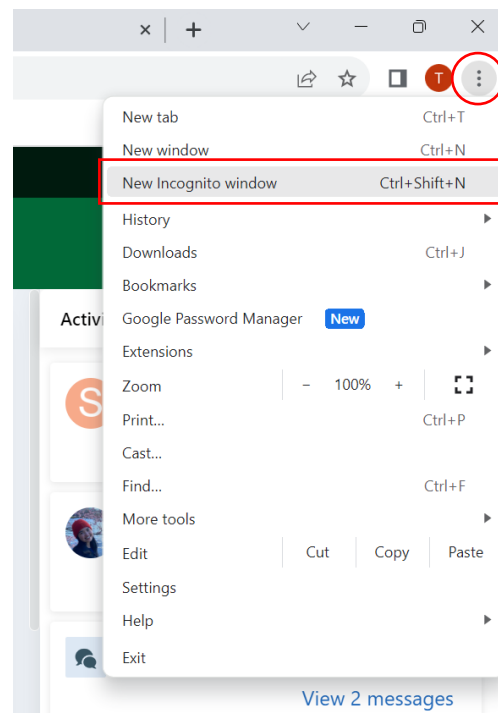 T
New tab Ctrl+T
New window Ctrl+N
New Incognito window Ctrl+Shift+N
History
Downloads Ctrl+J
Bookmarks
Activi Google Password Manager New
Extensions
Zoom − 100% +
S Print... Ctrl+P
Cast...
Find... Ctrl+F
More tools
Edit Cut Copy Paste
Settings
Help
Exit
View 2 messages